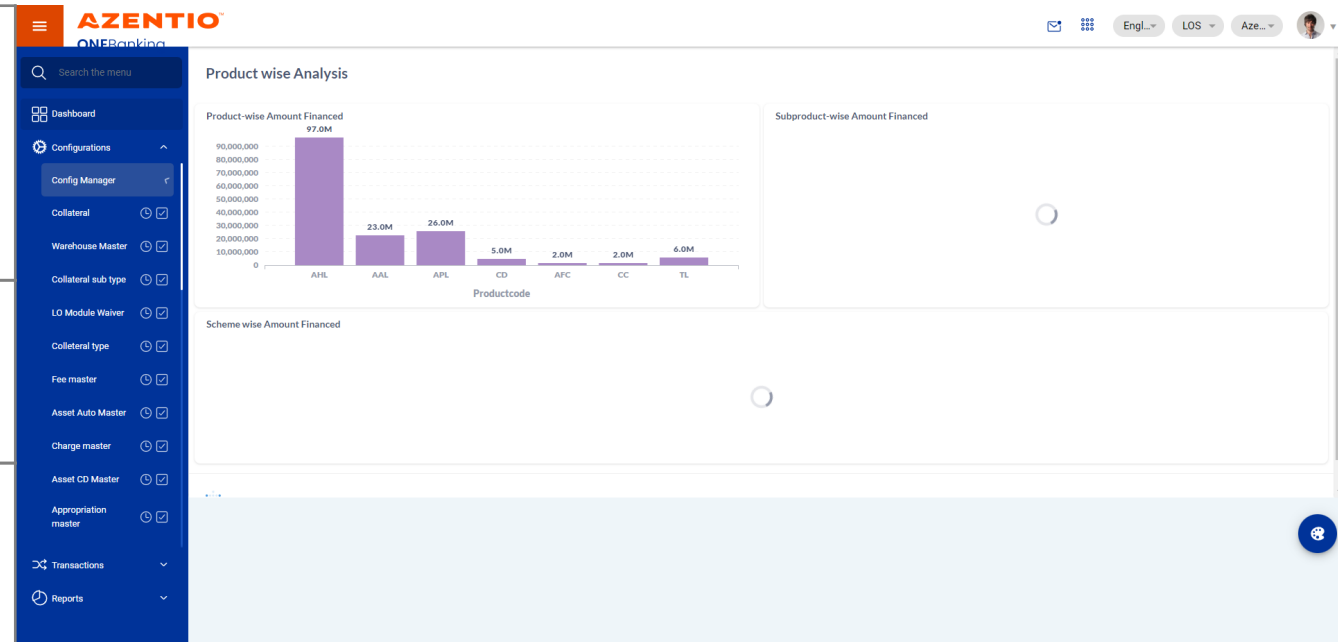 AZENTIO
ONEBanking
Engl...
LOS
Aze...
Search the menu
Dashboard
Configurations
Config Manager
Collateral
Warehouse Master
Collateral sub type
LO Module Waiver
Colleteral type
Fee master
Asset Auto Master
Charge master
Asset CD Master
Appropriation
master
Transactions
Reports
Product wise Analysis
Product-wise Amount Financed
97.0M
90,000,000
80,000,000
70,000,000
60,000,000
50,000,000
40,000,000
30,000,000
20,000,000
10,000,000
0
23.0M
26.0M
5.0M
2.0M
2.0M
6.0M
AHL
AAL
APL
CD
AFC
CC
TL
Productcode
Subproduct-wise Amount Financed
Scheme wise Amount Financed